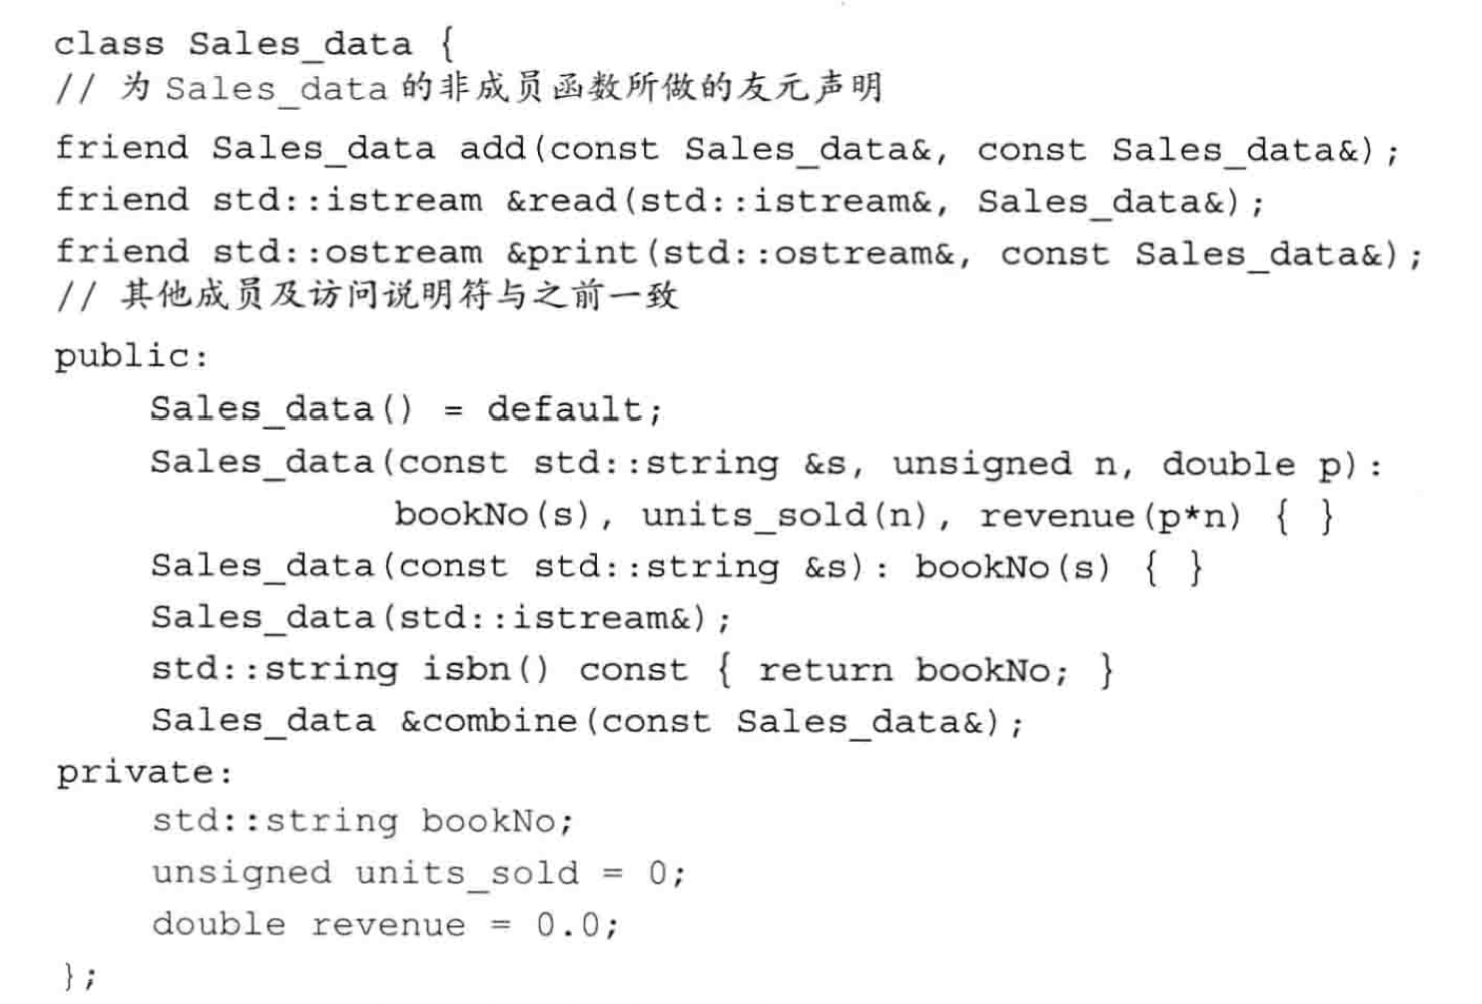 class Sales_data {
// 为 Sales_data 的非成员函数所做的友元声明
friend Sales_data add(const Sales_data&, const Sales_data&);
friend std::istream &read(std::istream&, Sales_data&);
friend std::ostream &print(std::ostream&, const Sales_data&);
// 其他成员及访问说明符与之前一致
public:
    Sales_data() = default;
    Sales_data(const std::string &s, unsigned n, double p):
              bookNo(s), units_sold(n), revenue(p*n) { }
    Sales_data(const std::string &s): bookNo(s) { }
    Sales_data(std::istream&);
    std::string isbn() const { return bookNo; }
    Sales_data &combine(const Sales_data&);
private:
    std::string bookNo;
    unsigned units_sold = 0;
    double revenue = 0.0;
};